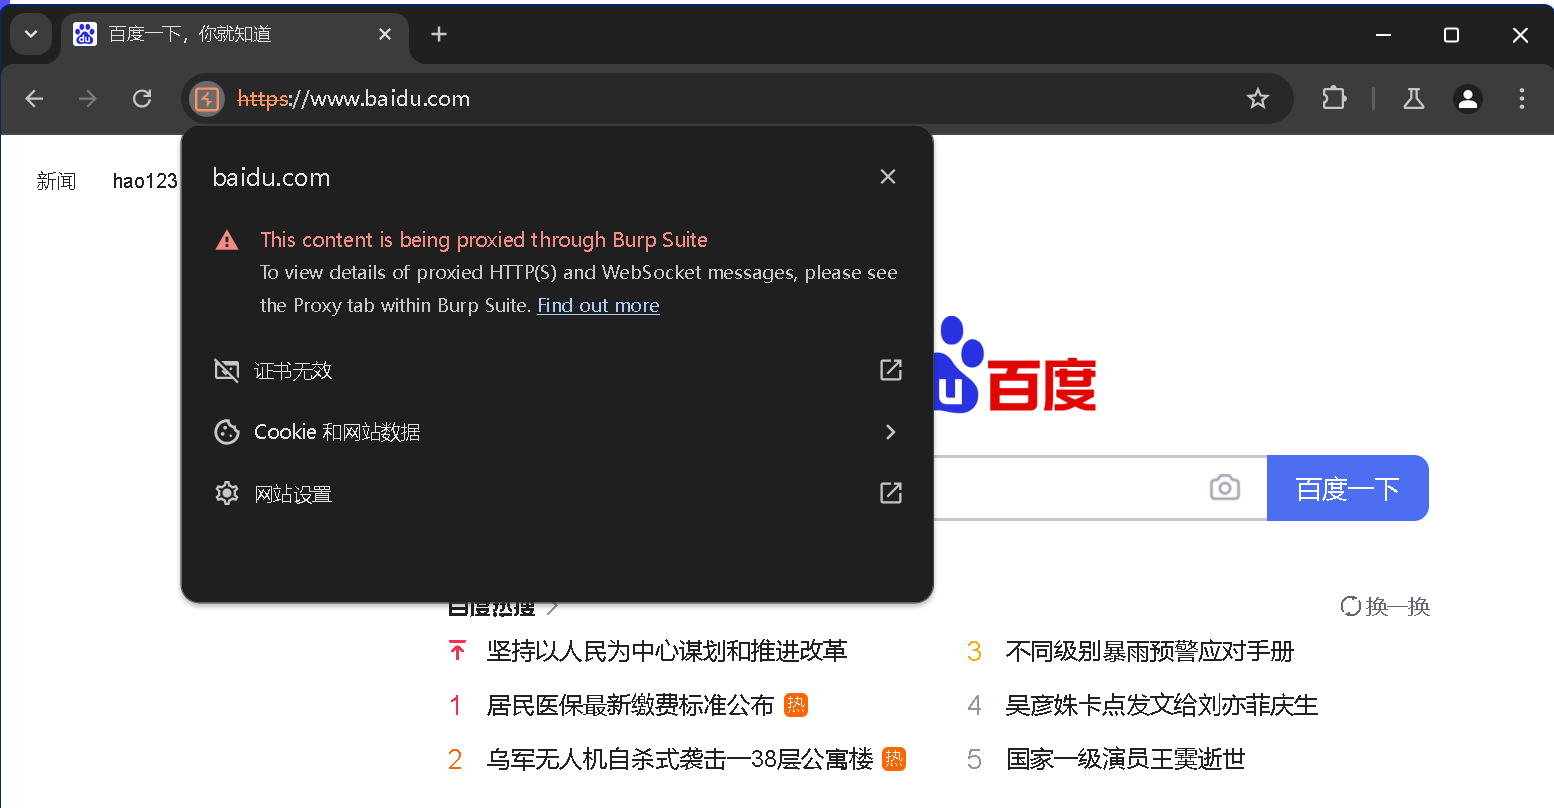 百度一下，你就知道
https://www.baidu.com
新闻
hao123
baidu.com
This content is being proxied through Burp Suite
To view details of proxied HTTP(S) and WebSocket messages, please see
the Proxy tab within Burp Suite. Find out more
证书无效
Cookie 和网站数据
网站设置
du百度
百度一下
百度热搜
换一换
坚持以人民为中心谋划和推进改革
1 居民医保最新缴费标准公布 热
2 乌军无人机自杀式袭击一38层公寓楼 热
3 不同级别暴雨预警应对手册
4 吴彦姝卡点发文给刘亦菲庆生
5 国家一级演员王霙逝世